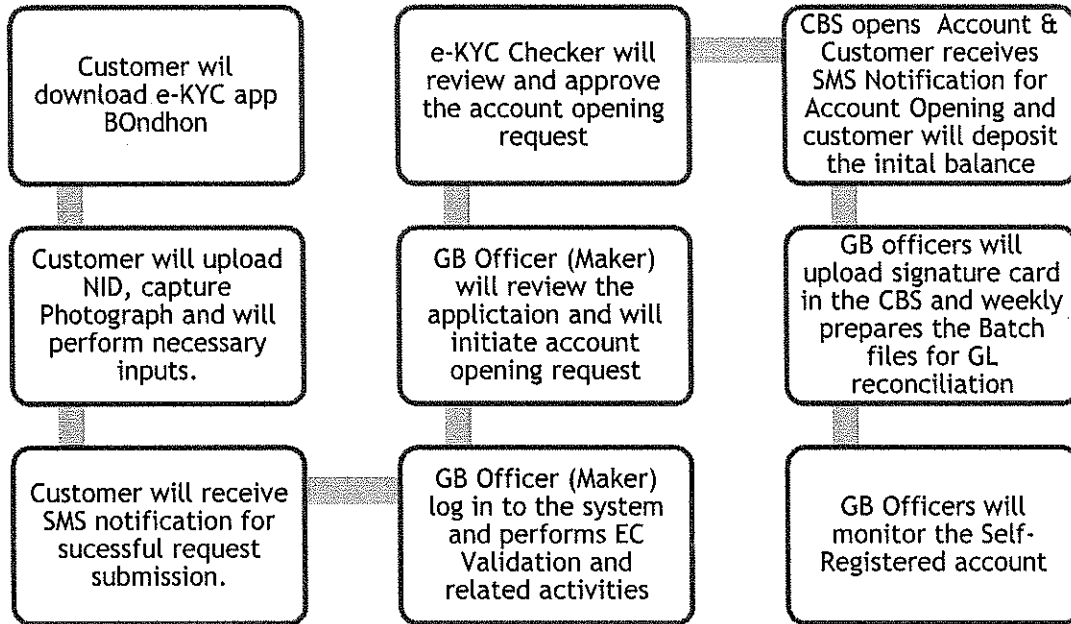 Customer wil
download e-KYC app
BOndhon
Customer will upload
NID, capture
Photograph and will
perform necessary
inputs.
Customer will receive
SMS notification for
sucessful request
submission.
GB Officer (Maker)
log in to the system
and performs EC
Validation and
related activities
GB Officer (Maker)
will review the
applictaion and will
initiate account
opening request
e-KYC Checker will
review and approve
the account opening
request
CBS opens Account &
Customer receives
SMS Notification for
Account Opening and
customer will deposit
the inital balance
GB officers will
upload signature card
in the CBS and weekly
prepares the Batch
files for GL
reconciliation
GB Officers will
monitor the Self-
Registered account